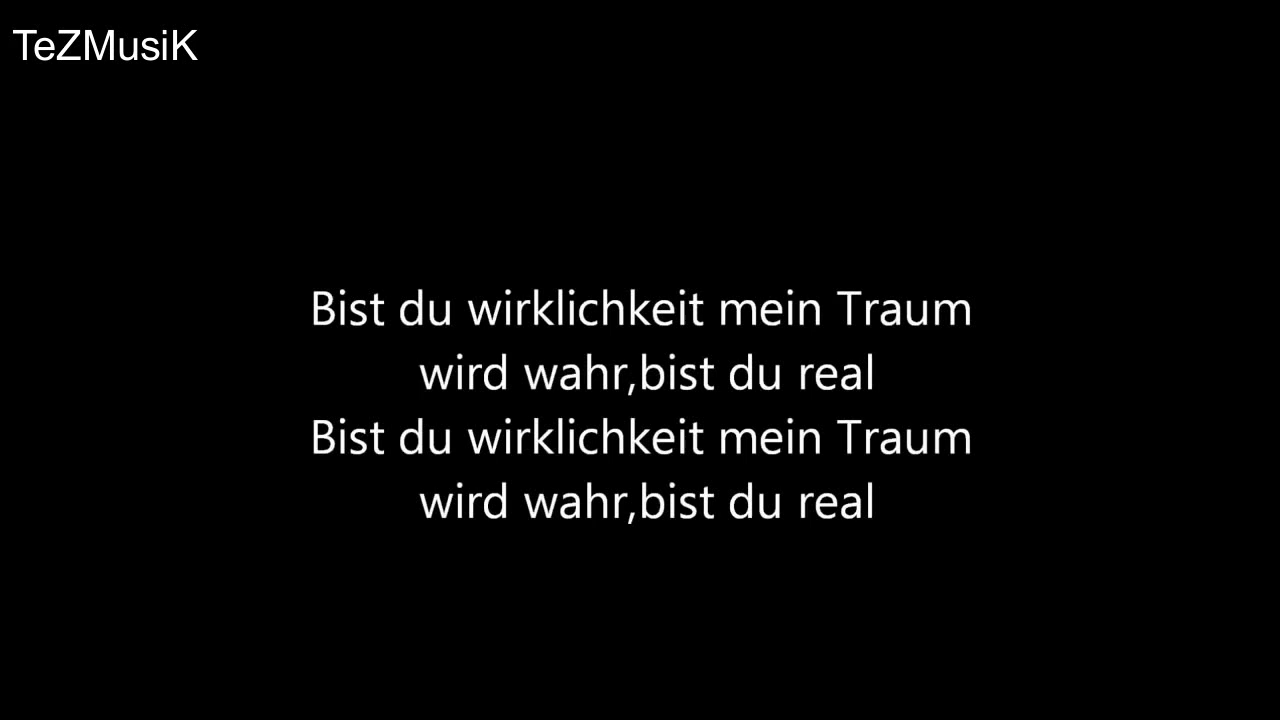 TeZMusiK
Bist du wirklichkeit mein Traum
wird wahr,bist du real
Bist du wirklichkeit mein Traum
wird wahr,bist du real